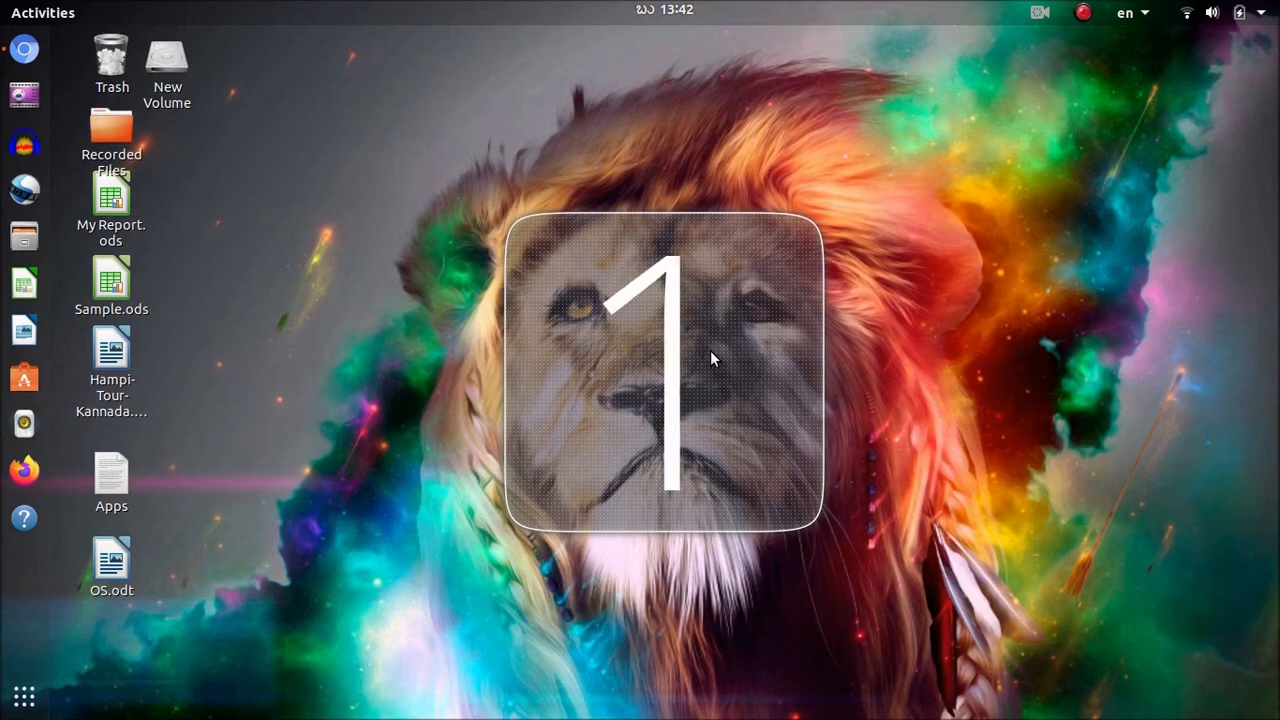 Activities
ಬು 13:42
en
Trash
New
Volume
Recorded
Files
My Report.
ods
Sample.ods
Hampi-
Tour-
Kannada....
Apps
OS.odt
1